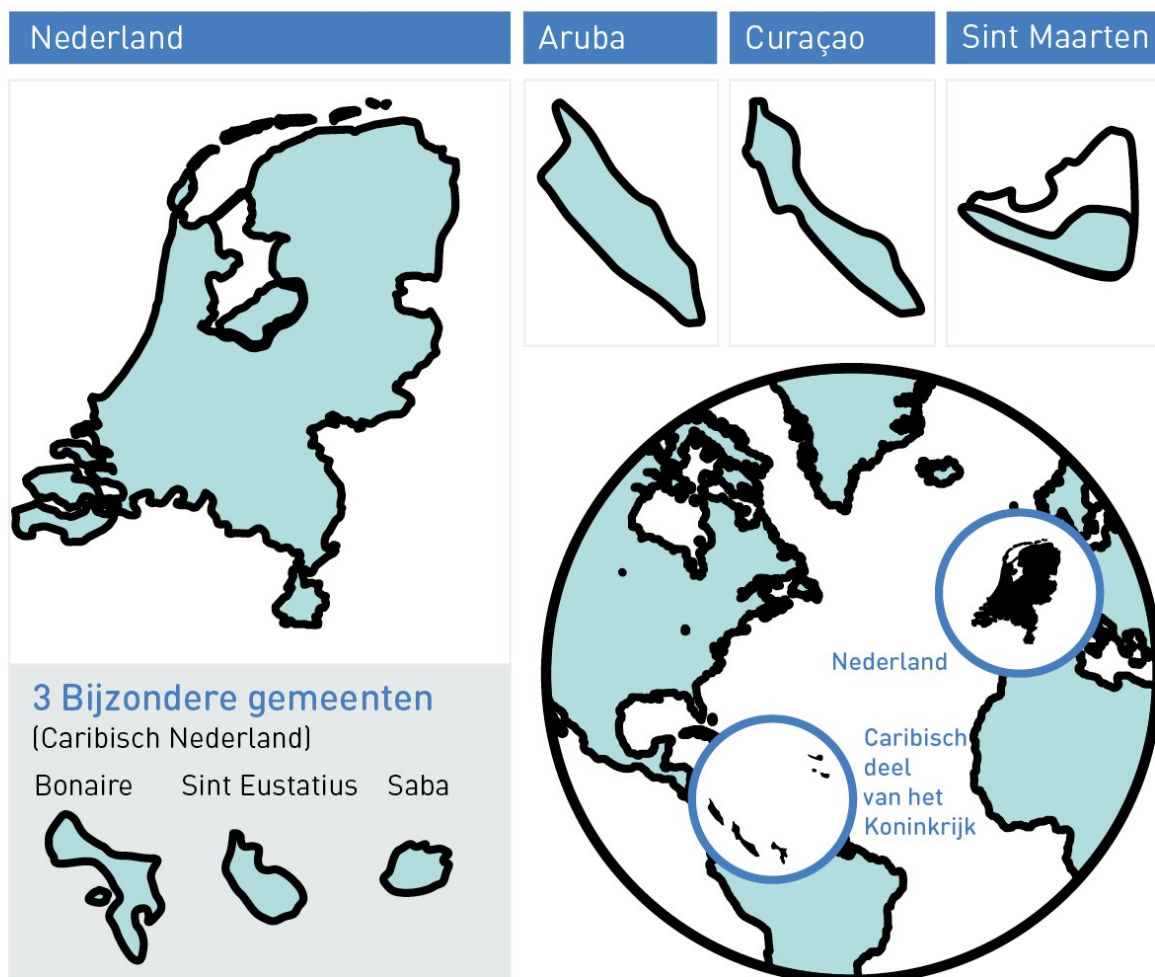 Nederland
Aruba
Curaçao
Sint Maarten
3 Bijzondere gemeenten
(Caribisch Nederland)
Bonaire
Sint Eustatius
Saba
Nederland
Caribisch
deel
van het
Koninkrijk